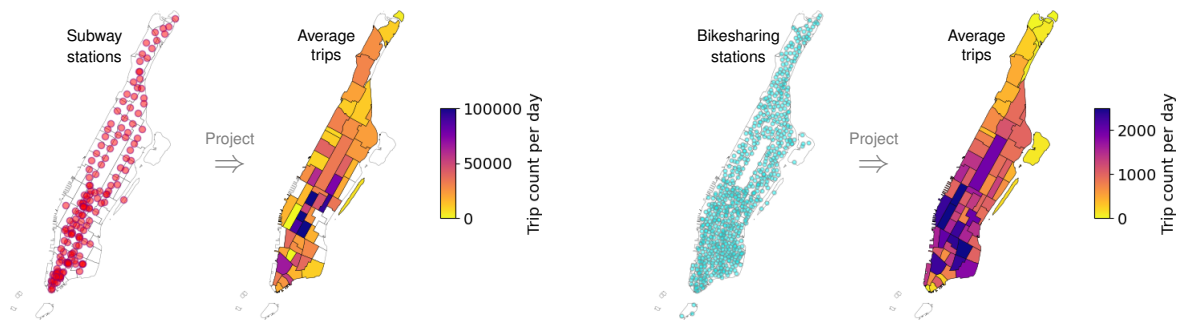 Subway
stations
Average
trips
Project
⇒
100000
50000
0
Trip count per day
Bikesharing
stations
Average
trips
Project
⇒
2000
1000
0
Trip count per day